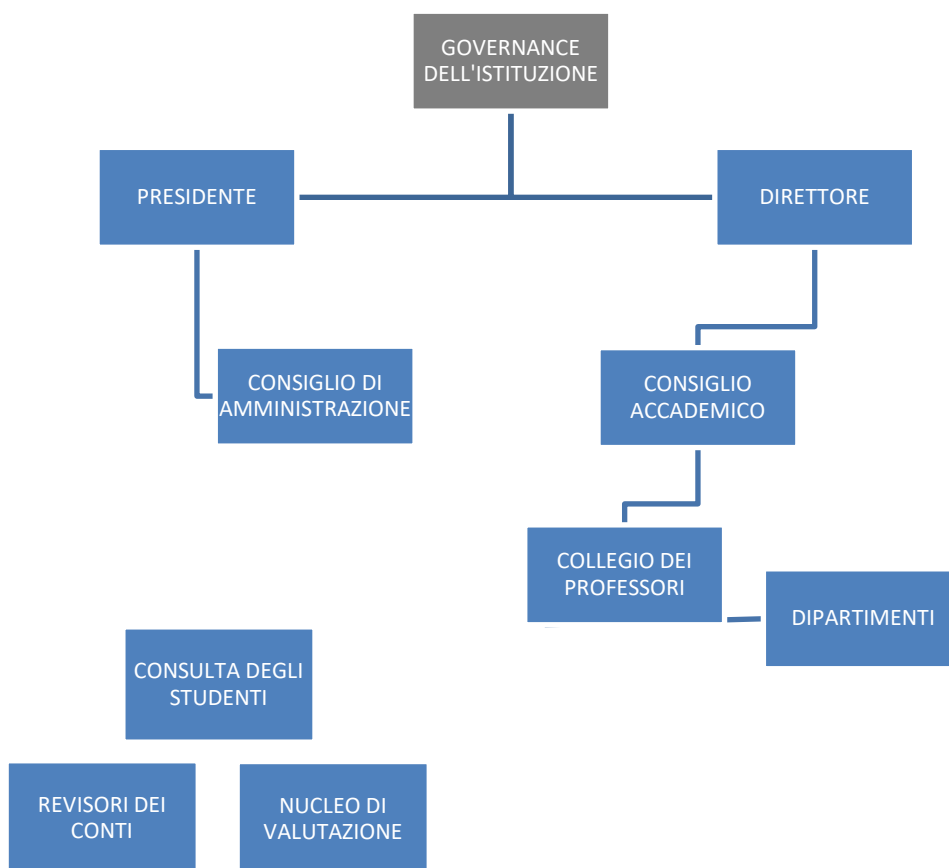 GOVERNANCE
DELL'ISTITUZIONE
PRESIDENTE
DIRETTORE
CONSIGLIO DI
AMMINISTRAZIONE
CONSIGLIO
ACCADEMICO
COLLEGIO DEI
PROFESSORI
DIPARTIMENTI
CONSULTA DEGLI
STUDENTI
REVISORI DEI
CONTI
NUCLEO DI
VALUTAZIONE